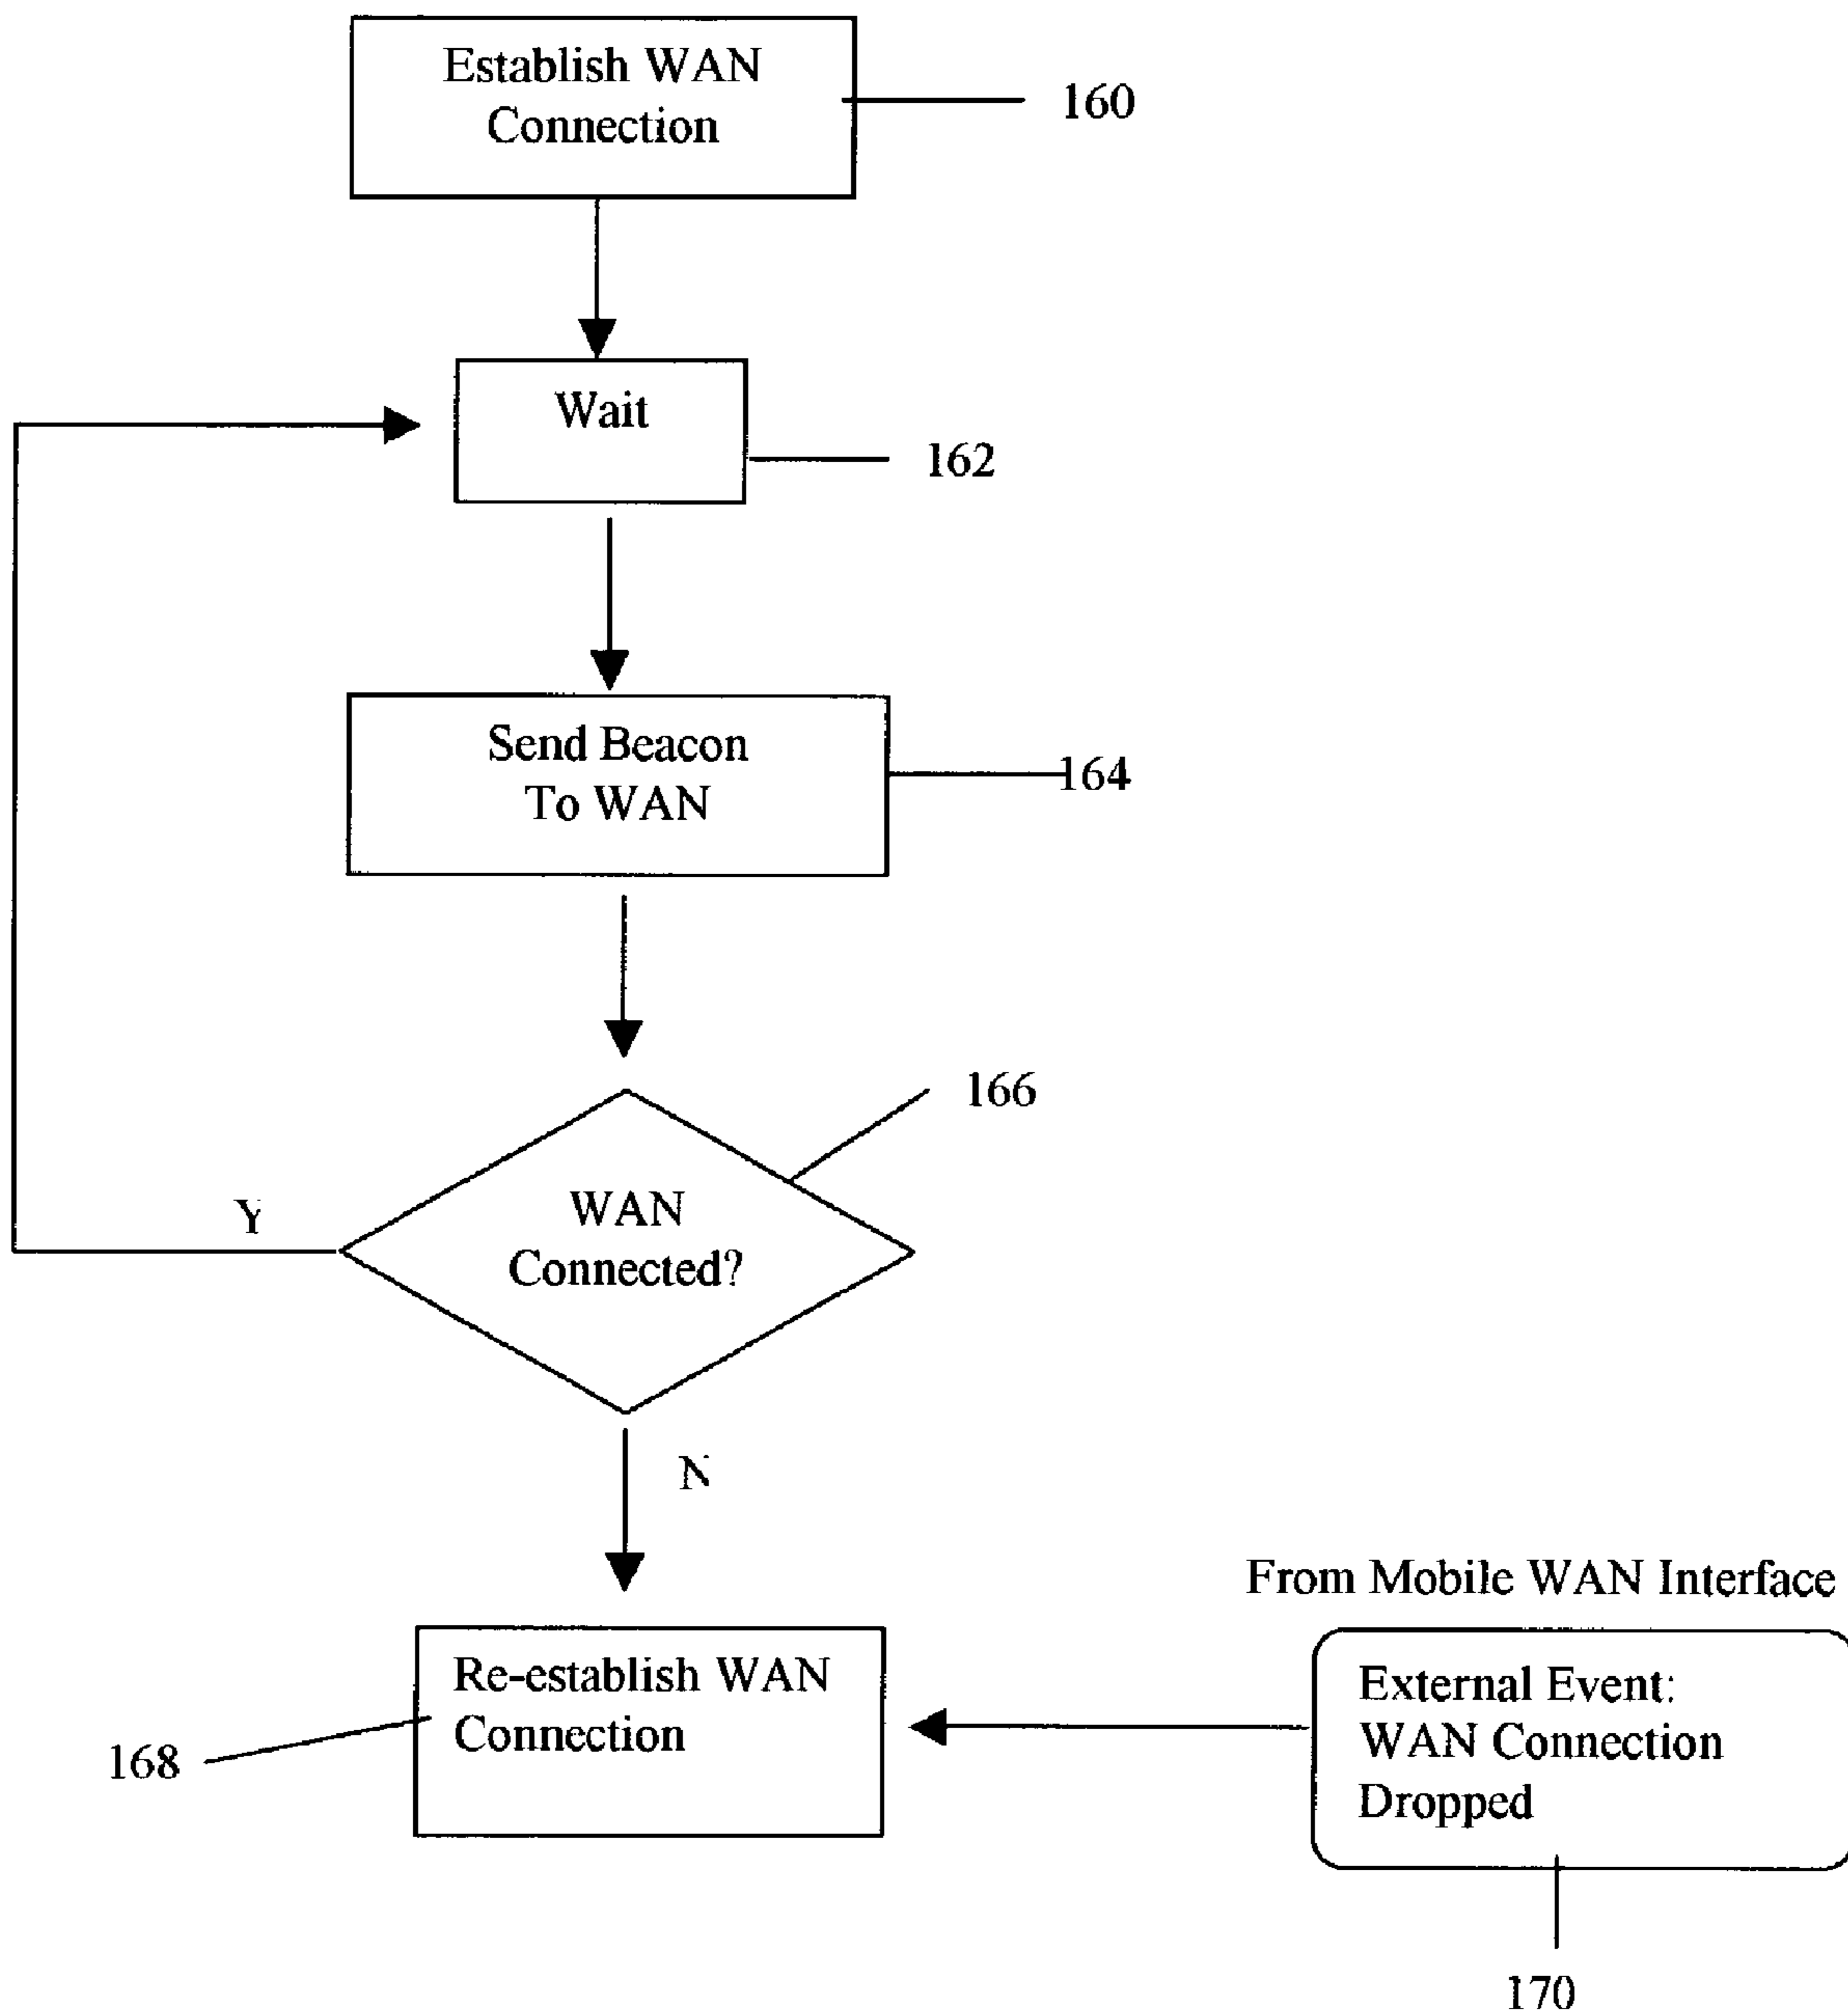 Establish WAN
Connection
160
Wait
162
Send Beacon
To WAN
164
166
WAN
Connected?
Y
N
From Mobile WAN Interface
Re-establish WAN
Connection
168
External Event:
WAN Connection
Dropped
170